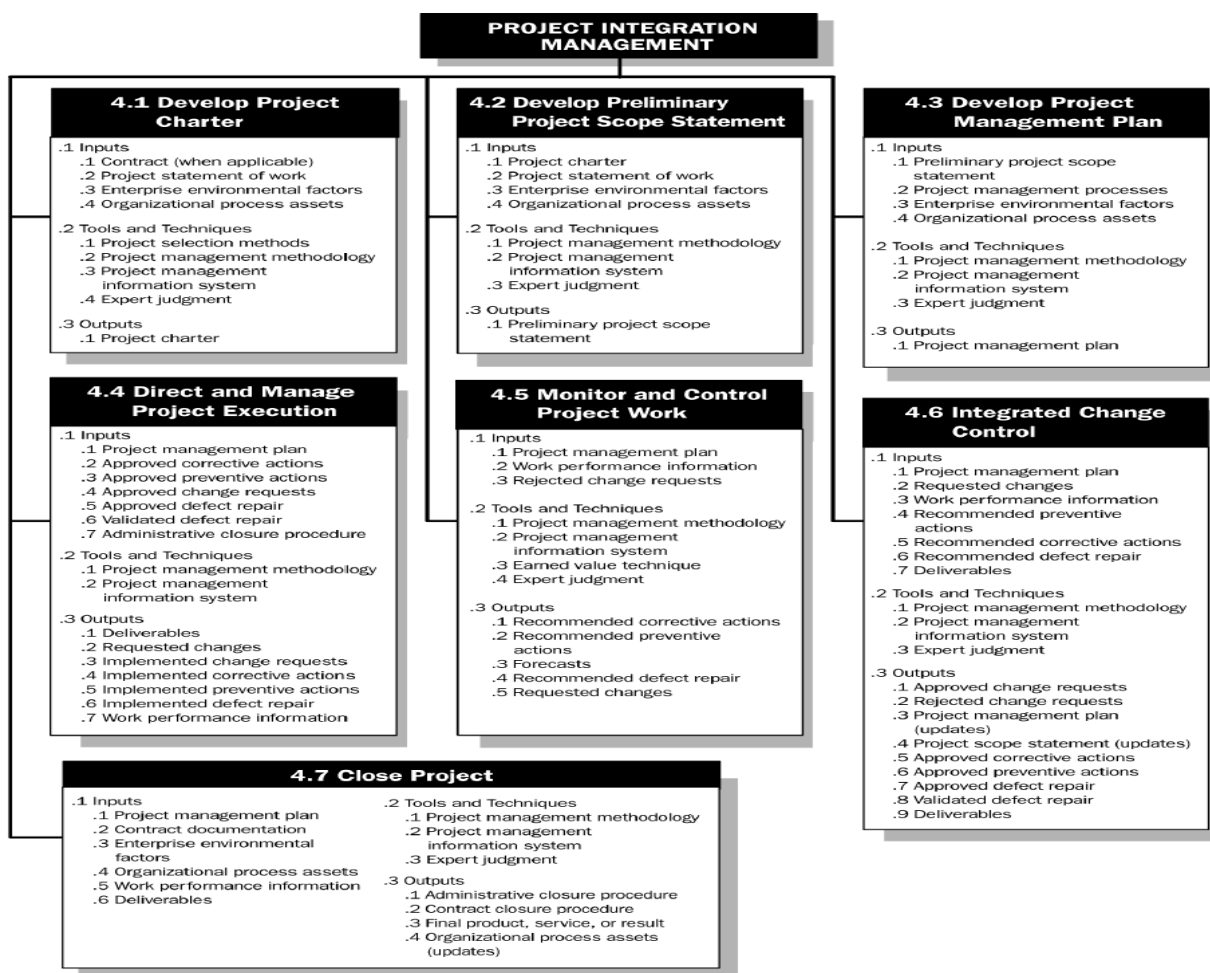 PROJECT INTEGRATION
MANAGEMENT
4.1 Develop Project
Charter
.1 Inputs
.1 Contract (when applicable)
.2 Project statement of work
.3 Enterprise environmental factors
.4 Organizational process assets
.2 Tools and Techniques
.1 Project selection methods
.2 Project management methodology
.3 Project management
information system
.4 Expert judgment
.3 Outputs
.1 Project charter
4.2 Develop Preliminary
Project Scope Statement
.1 Inputs
.1 Project charter
.2 Project statement of work
.3 Enterprise environmental factors
.4 Organizational process assets
.2 Tools and Techniques
.1 Project management methodology
.2 Project management
information system
.3 Expert judgment
.3 Outputs
.1 Preliminary project scope
statement
4.3 Develop Project
Management Plan
.1 Inputs
.1 Preliminary project scope
statement
.2 Project management processes
.3 Enterprise environmental factors
.4 Organizational process assets
.2 Tools and Techniques
.1 Project management methodology
.2 Project management
information system
.3 Expert judgment
.3 Outputs
.1 Project management plan
4.4 Direct and Manage
Project Execution
.1 Inputs
.1 Project management plan
.2 Approved corrective actions
.3 Approved preventive actions
.4 Approved change requests
.5 Approved defect repair
.6 Validated defect repair
.7 Administrative closure procedure
.2 Tools and Techniques
.1 Project management methodology
.2 Project management
information system
.3 Outputs
.1 Deliverables
.2 Requested changes
.3 Implemented change requests
.4 Implemented corrective actions
.5 Implemented preventive actions
.6 Implemented defect repair
.7 Work performance information
4.5 Monitor and Control
Project Work
.1 Inputs
.1 Project management plan
.2 Work performance information
.3 Rejected change requests
.2 Tools and Techniques
.1 Project management methodology
.2 Project management
information system
.3 Earned value technique
.4 Expert judgment
.3 Outputs
.1 Recommended corrective actions
.2 Recommended preventive
actions
.3 Forecasts
.4 Recommended defect repair
.5 Requested changes
4.6 Integrated Change
Control
.1 Inputs
.1 Project management plan
.2 Requested changes
.3 Work performance information
.4 Recommended preventive
actions
.5 Recommended corrective actions
.6 Recommended defect repair
.7 Deliverables
.2 Tools and Techniques
.1 Project management methodology
.2 Project management
information system
.3 Expert judgment
.3 Outputs
.1 Approved change requests
.2 Rejected change requests
.3 Project management plan
(updates)
.4 Project scope statement (updates)
.5 Approved corrective actions
.6 Approved preventive actions
.7 Approved defect repair
.8 Validated defect repair
.9 Deliverables
4.7 Close Project
.1 Inputs
.1 Project management plan
.2 Contract documentation
.3 Enterprise environmental
factors
.4 Organizational process assets
.5 Work performance information
.6 Deliverables
.2 Tools and Techniques
.1 Project management methodology
.2 Project management
information system
.3 Expert judgment
.3 Outputs
.1 Administrative closure procedure
.2 Contract closure procedure
.3 Final product, service, or result
.4 Organizational process assets
(updates)